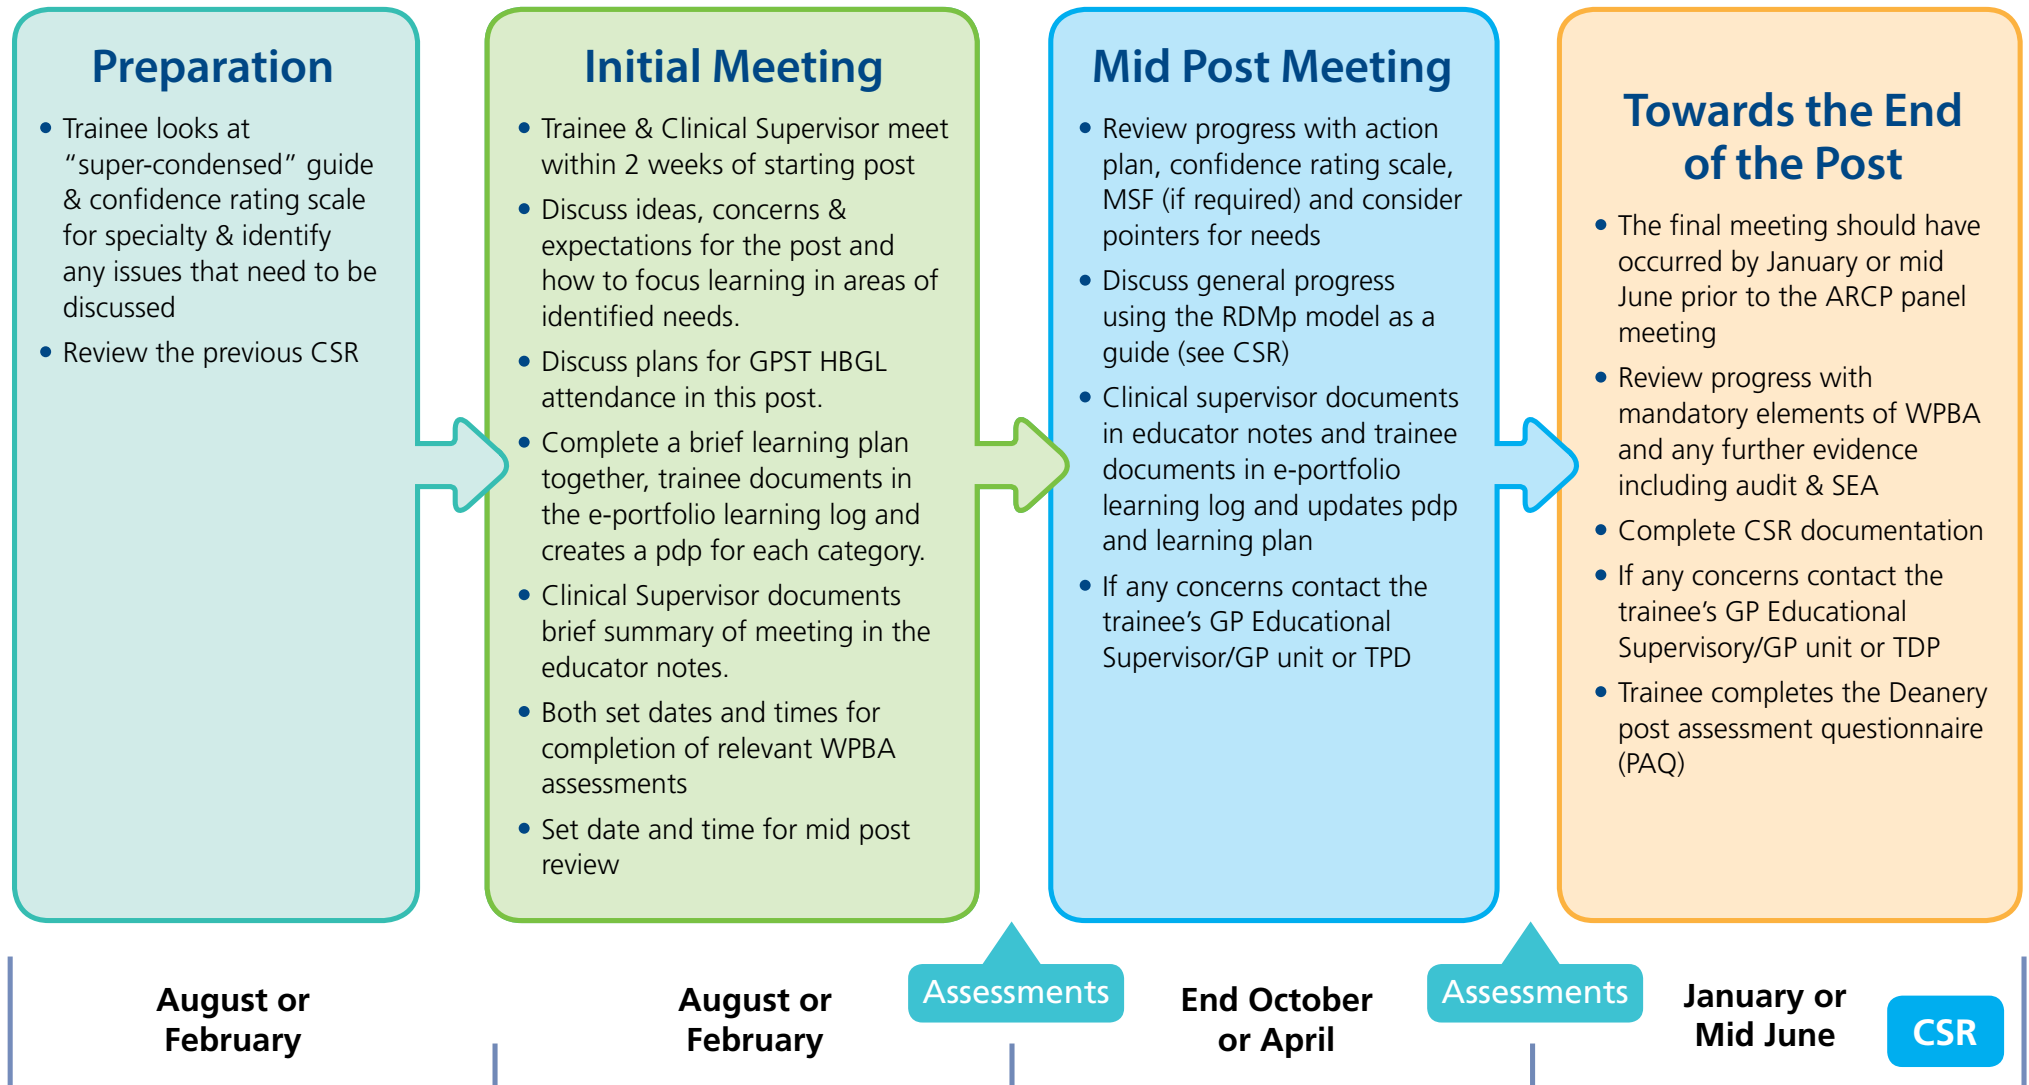 Preparation
• Trainee looks at
“super-condensed” guide
& confidence rating scale
for specialty & identify
any issues that need to be
discussed
• Review the previous CSR
Initial Meeting
• Trainee & Clinical Supervisor meet
within 2 weeks of starting post
• Discuss ideas, concerns &
expectations for the post and
how to focus learning in areas of
identified needs.
• Discuss plans for GPST HBGL
attendance in this post.
• Complete a brief learning plan
together, trainee documents in
the e-portfolio learning log and
creates a pdp for each category.
• Clinical Supervisor documents
brief summary of meeting in the
educator notes.
• Both set dates and times for
completion of relevant WPBA
assessments
• Set date and time for mid post
review
Mid Post Meeting
• Review progress with action
plan, confidence rating scale,
MSF (if required) and consider
pointers for needs
• Discuss general progress
using the RDMp model as a
guide (see CSR)
• Clinical supervisor documents
in educator notes and trainee
documents in e-portfolio
learning log and updates pdp
and learning plan
• If any concerns contact the
trainee’s GP Educational
Supervisor/GP unit or TPD
Towards the End
of the Post
• The final meeting should have
occurred by January or mid
June prior to the ARCP panel
meeting
• Review progress with
mandatory elements of WPBA
and any further evidence
including audit & SEA
• Complete CSR documentation
• If any concerns contact the
trainee’s GP Educational
Supervisory/GP unit or TDP
• Trainee completes the Deanery
post assessment questionnaire
(PAQ)
August or
February
August or
February
Assessments
End October
or April
Assessments
January or
Mid June
CSR